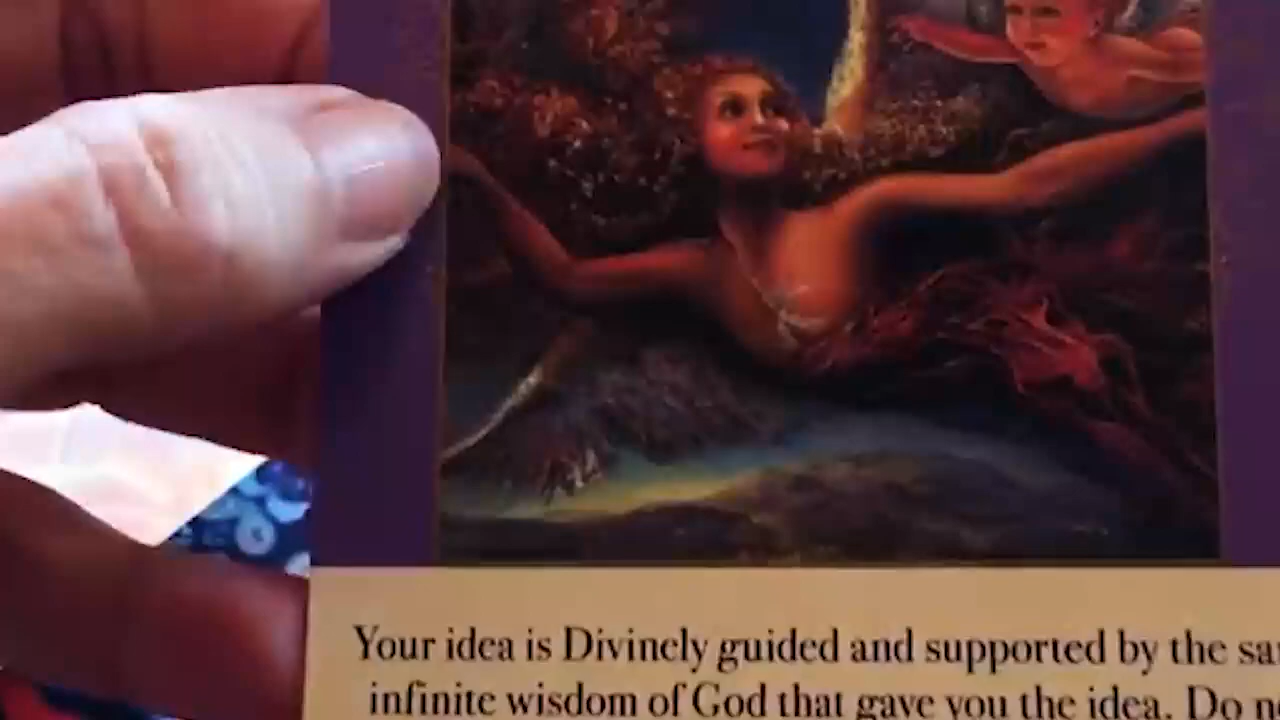 Your idea is Divinely guided and supported by the
infinite wisdom of God that gave you the idea. Do